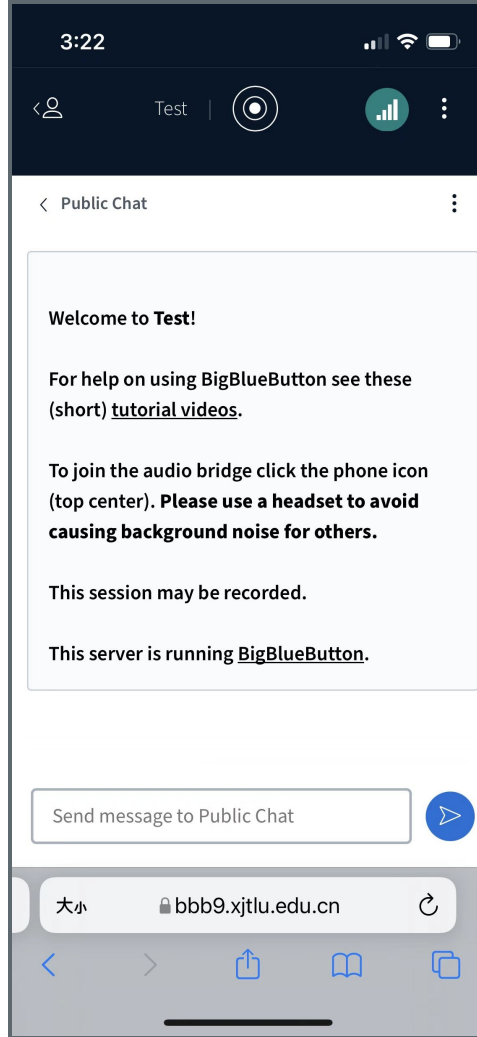 3:22
Test
Public Chat
Welcome to Test!
For help on using BigBlueButton see these
(short) tutorial videos.
To join the audio bridge click the phone icon
(top center). Please use a headset to avoid
causing background noise for others.
This session may be recorded.
This server is running BigBlueButton.
Send message to Public Chat
大小 bbb9.xjtlu.edu.cn